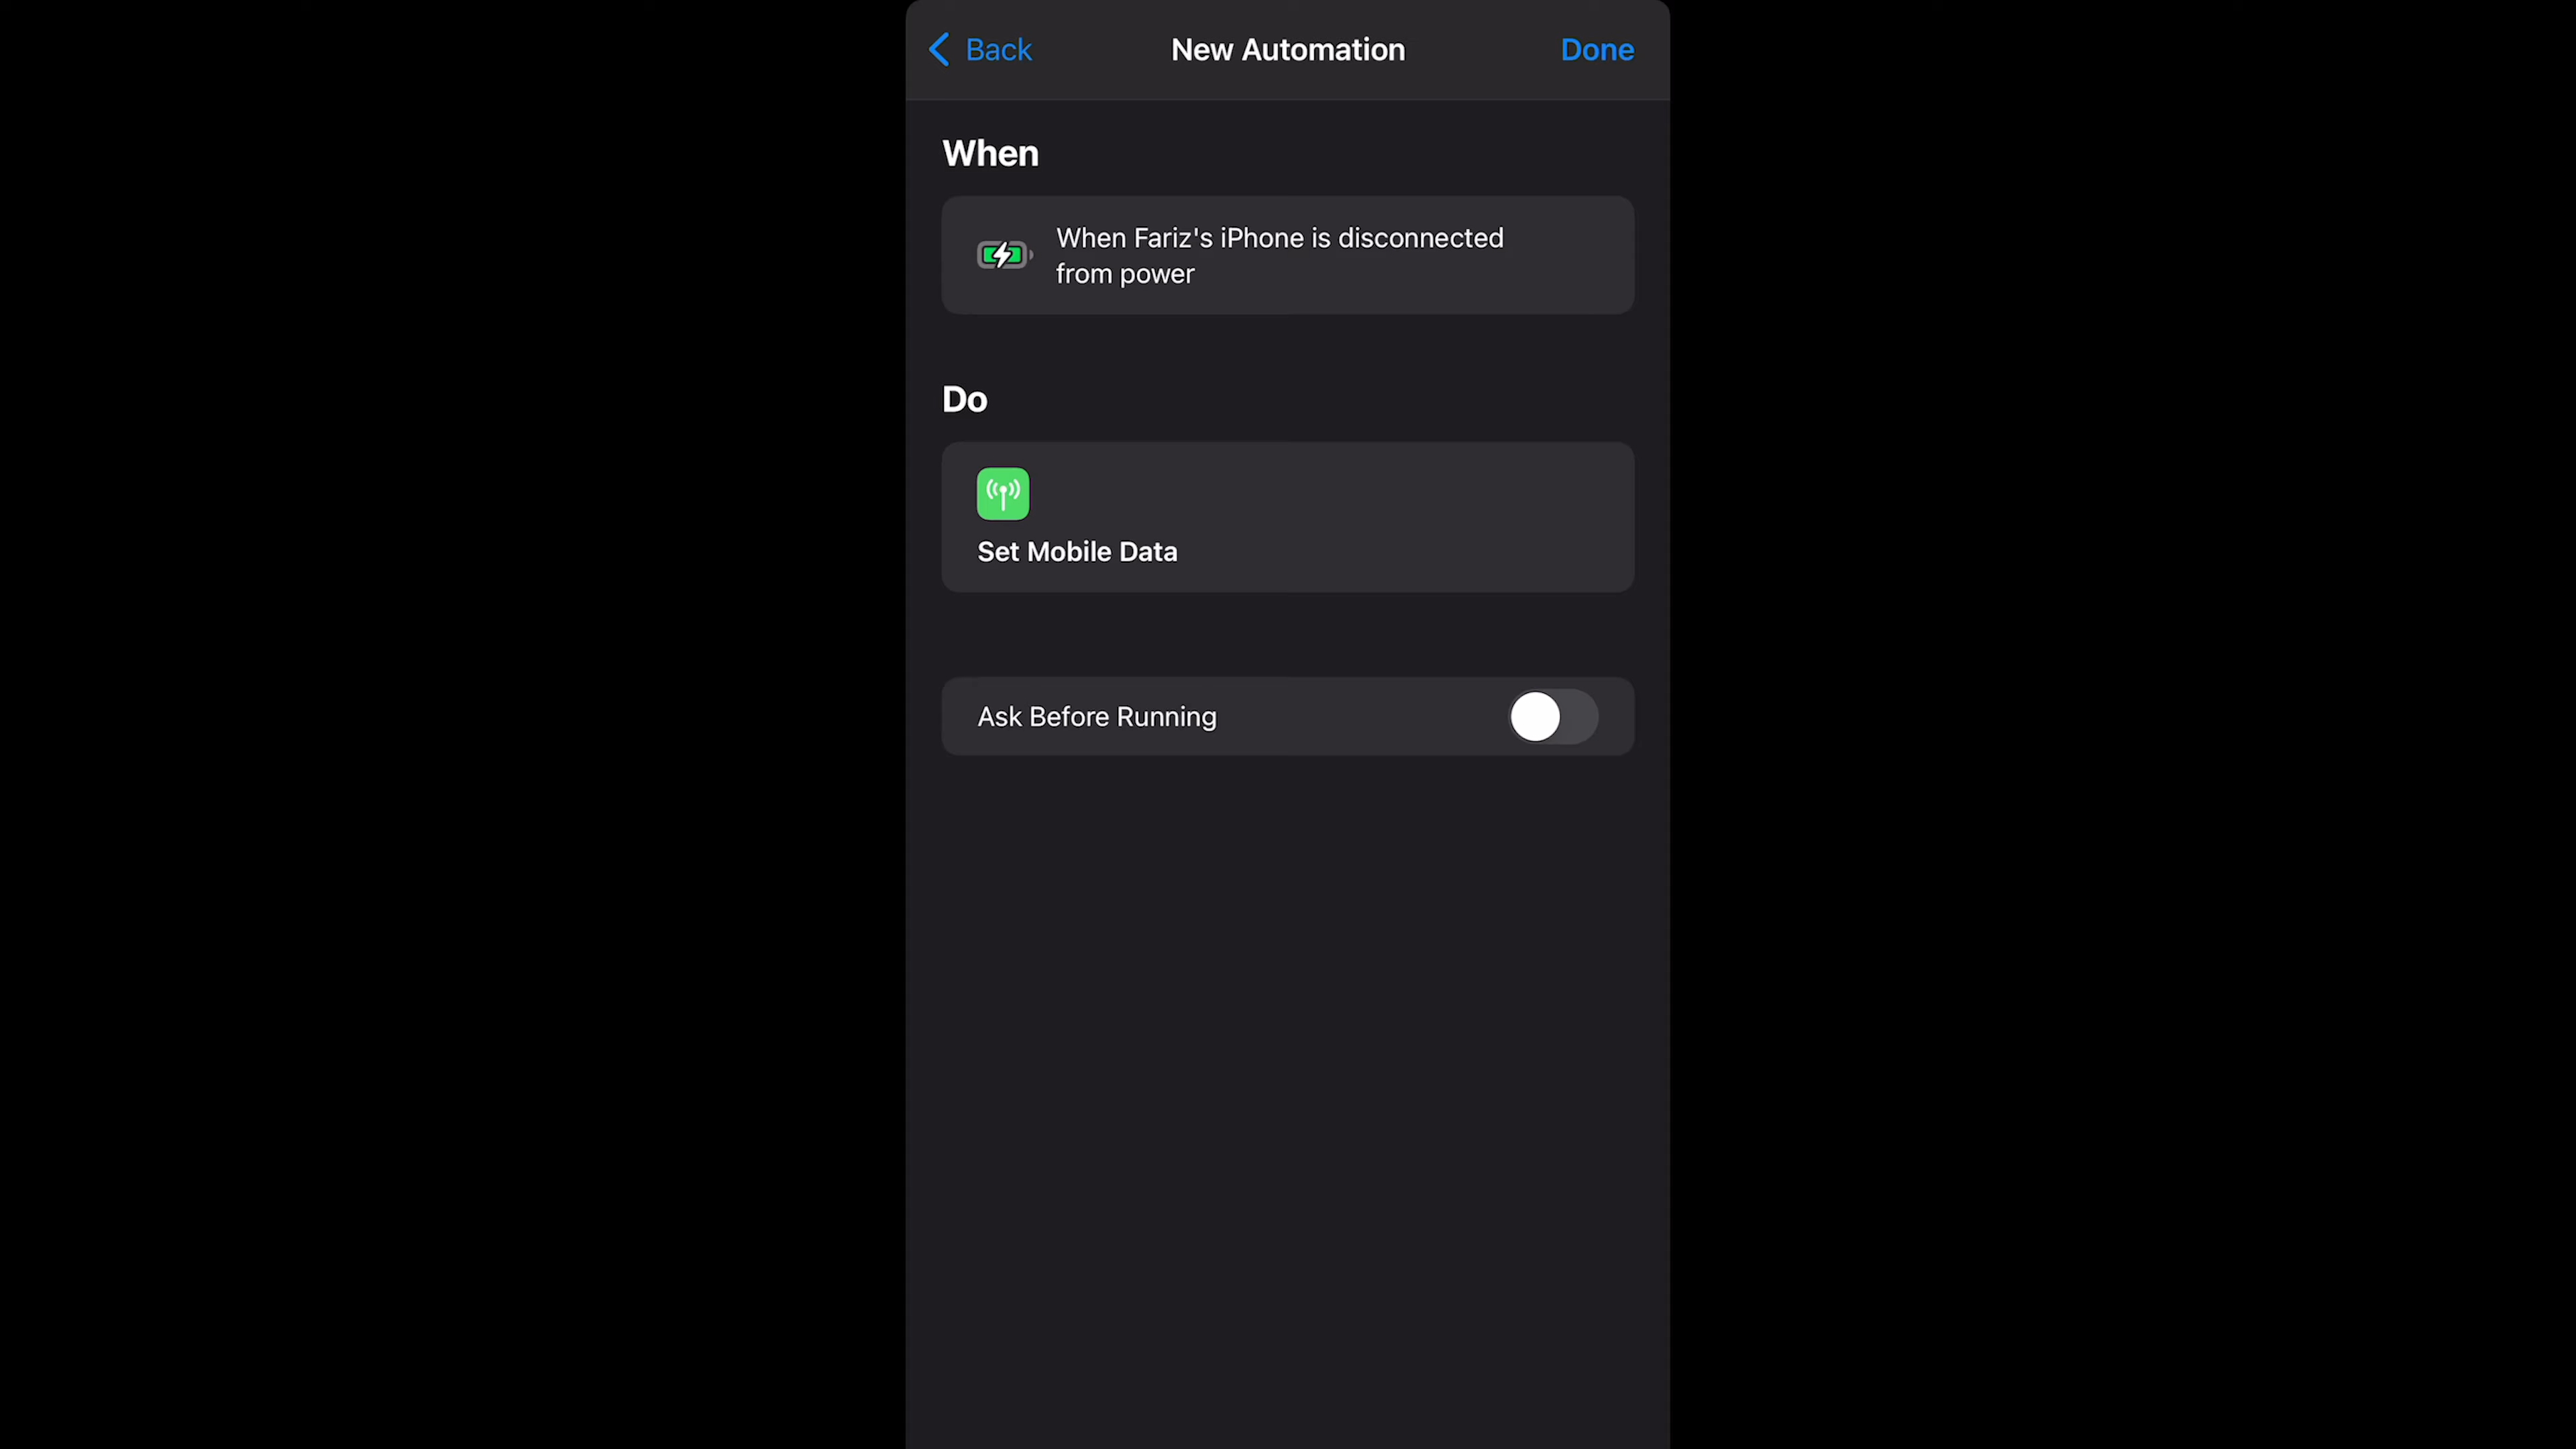 Back
New Automation
Done
When
When Fariz's iPhone is disconnected
from power
Do
Set Mobile Data
Ask Before Running